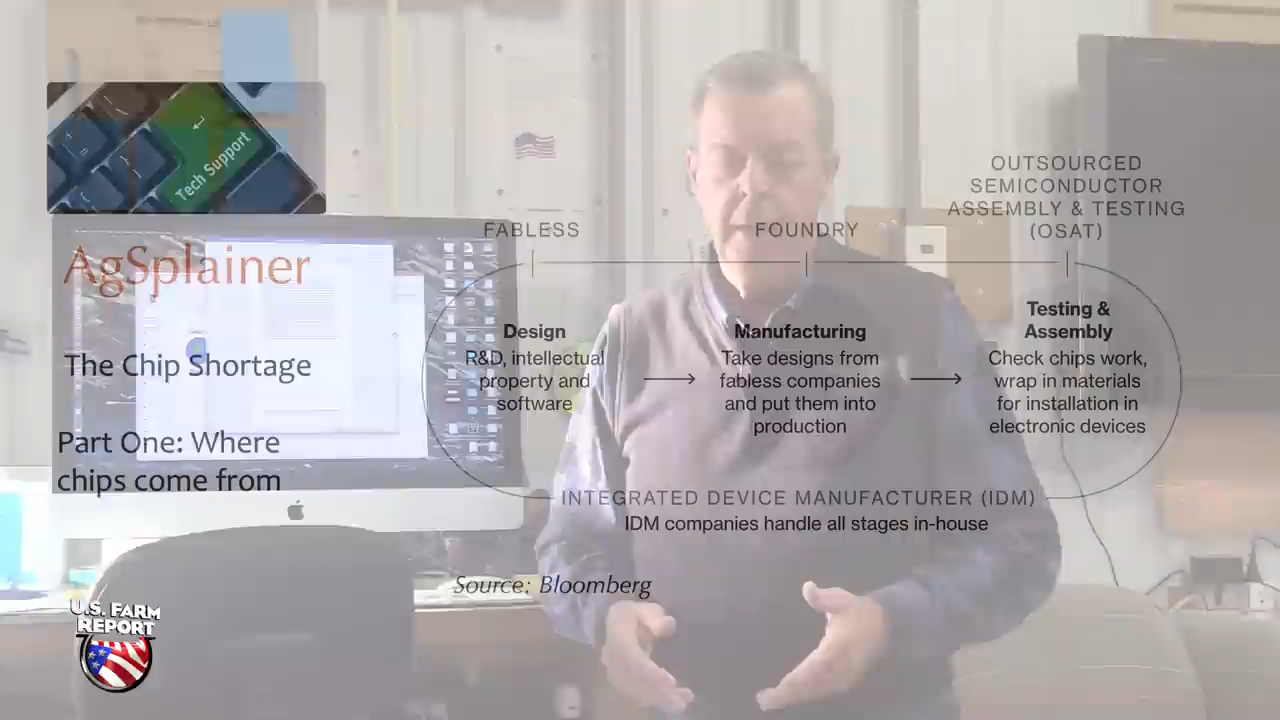 Tech Support
AgSplainer
The Chip Shortage
Part One: Where
chips come from
FABLESS
FOUNDRY
OUTSOURCED
SEMICONDUCTOR
ASSEMBLY & TESTING
(OSAT)
Design
R&D, intellectual
property and
software
Manufacturing
Take designs from
fabless companies
and put them into
production
Testing &
Assembly
Check chips work,
wrap in materials
for installation in
electronic devices
INTEGRATED DEVICE MANUFACTURER (IDM)
IDM companies handle all stages in-house
Source: Bloomberg
U.S. FARM
REPORT